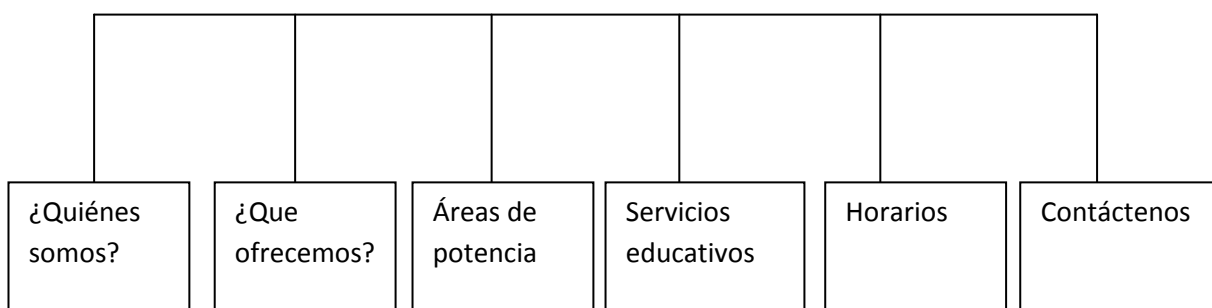 ¿Quiénes
somos?
¿Que
ofrecemos?
Áreas de
potencia
Servicios
educativos
Horarios
Contáctenos